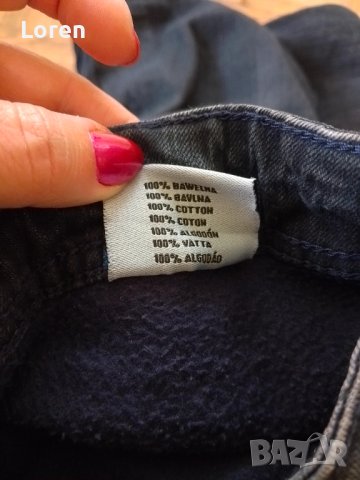 Loren
100% BAWEŁNA
100% BAVLNA
100% COTTON
100% COTON
100% ALGODÓN
100% VATTA
100% ALGODÃO
BAZAR